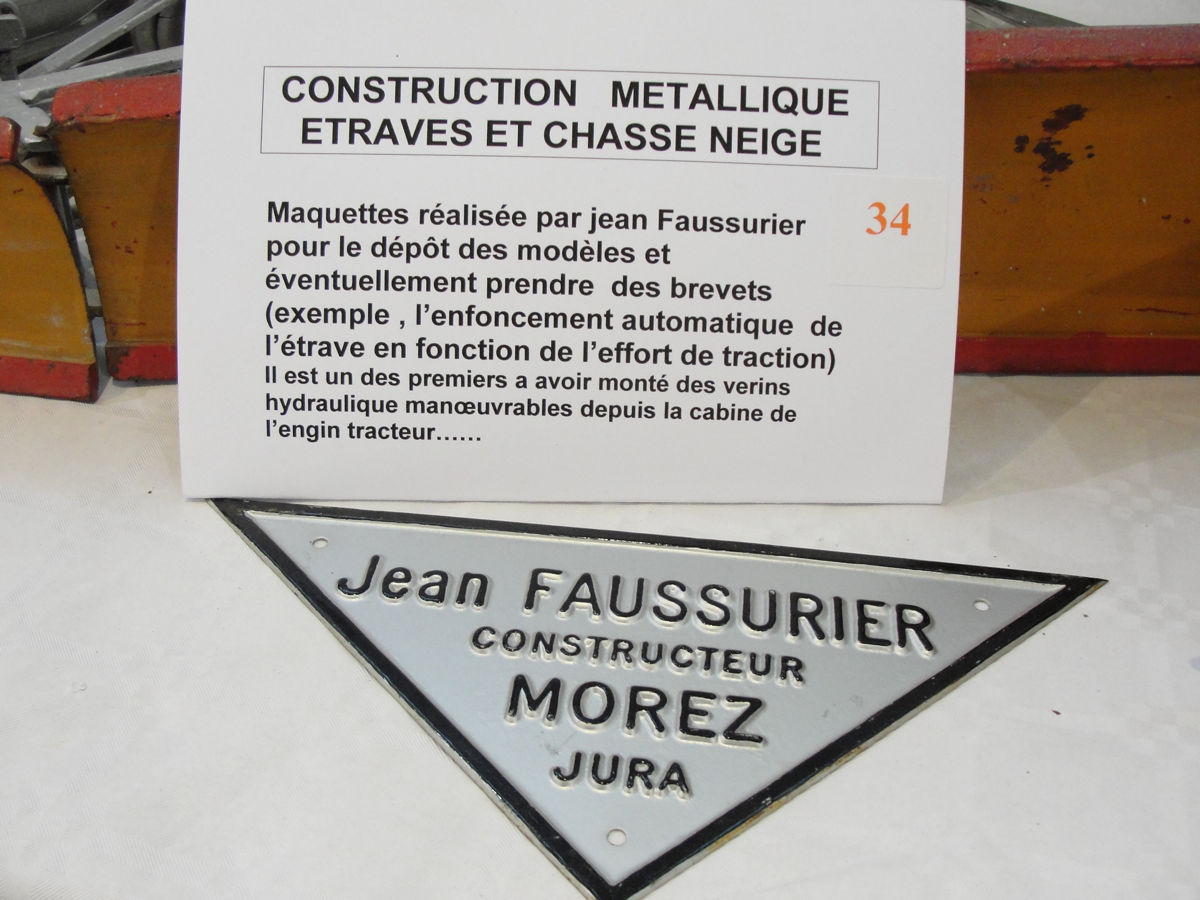 CONSTRUCTION METALLIQUE
ETRAVES ET CHASSE NEIGE
34
Maquettes réalisée par jean Faussurier
pour le dépôt des modèles et
éventuellement prendre des brevets
(exemple , l'enfoncement automatique de
l'étrave en fonction de l'effort de traction)
Il est un des premiers a avoir monté des verins
hydraulique manœuvrables depuis la cabine de
l'engin tracteur......
Jean FAUSSURIER
CONSTRUCTEUR
MOREZ
JURA